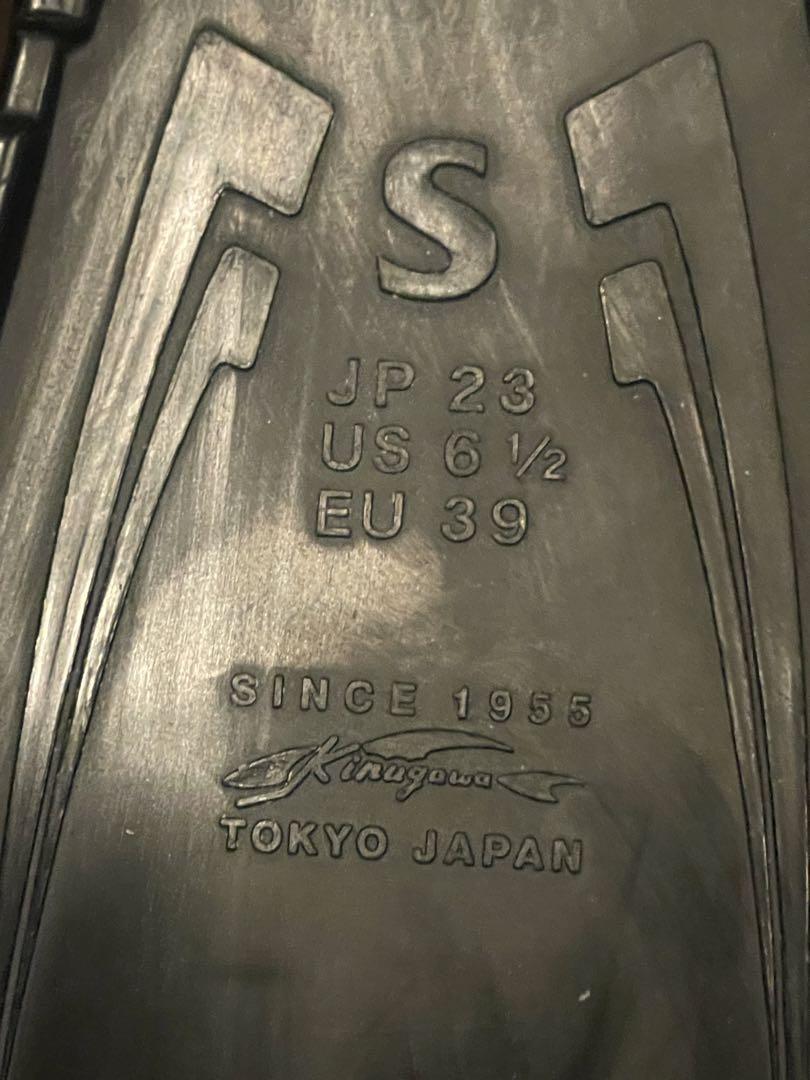 S
JP 23
US 6 ½
EU 39
SINCE 1955
Kinugawa
TOKYO JAPAN